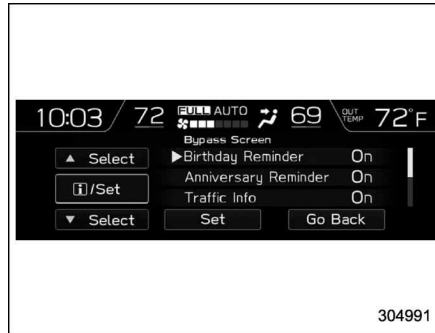 10:03 72 FULL AUTO 69 OUT TEMP 72°F
Bypass Screen
▲ Select ▶Birthday Reminder On
Anniversary Reminder On
i/Set
Traffic Info On
▼ Select Set Go Back
304991